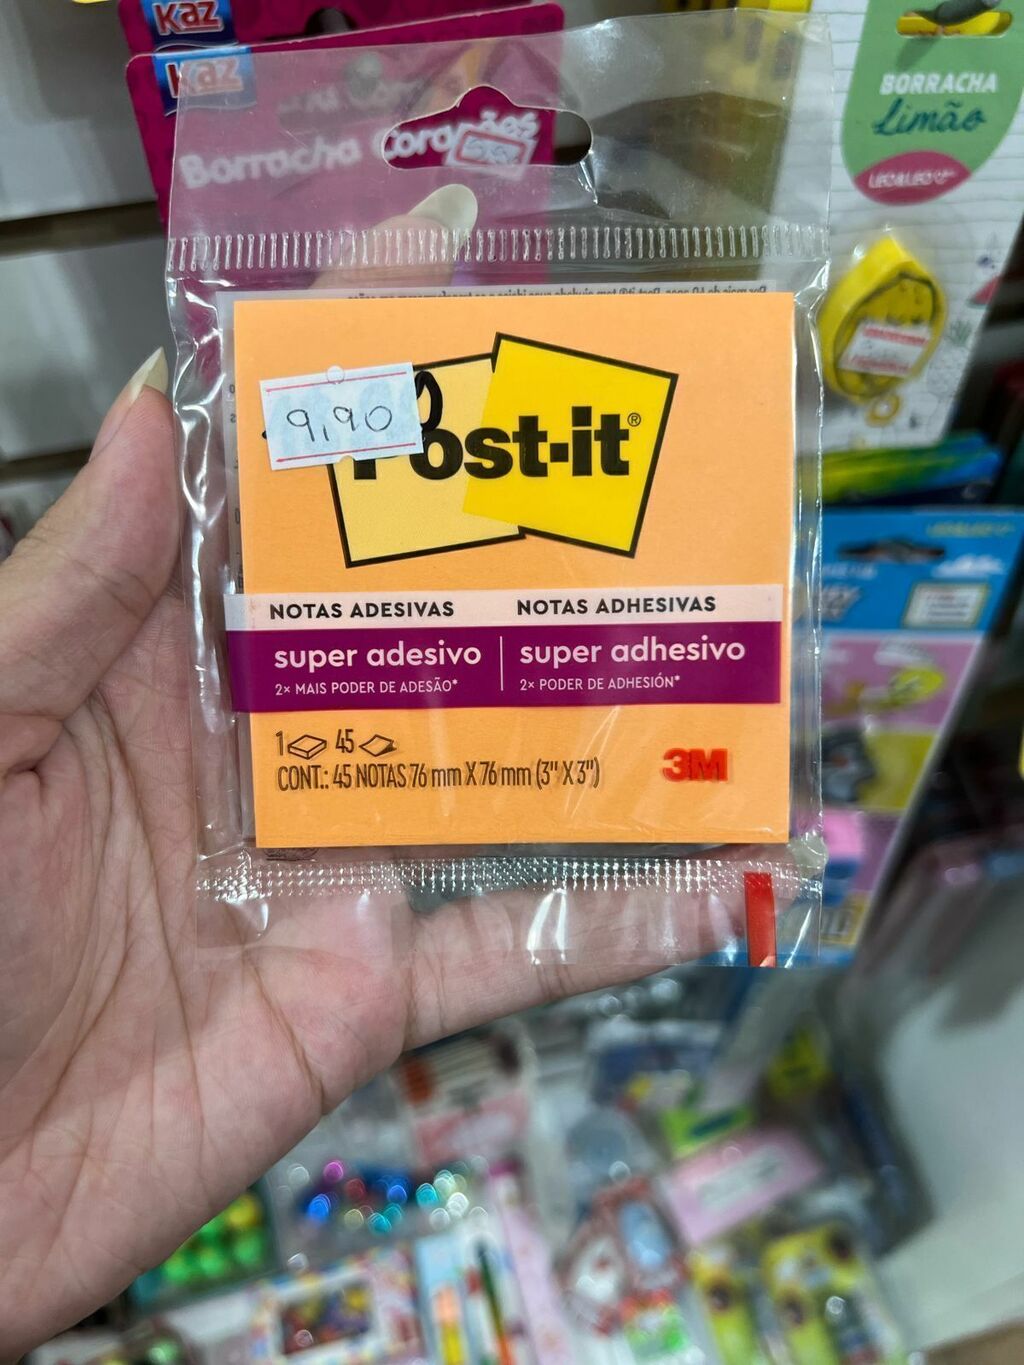 Kaz
Kaz
Borracha Corações
BORRACHA
Limão
LEO&LEO
9,90
Post-it®
NOTAS ADESIVAS
NOTAS ADHESIVAS
super adesivo
super adhesivo
2× MAIS PODER DE ADESÃO*
2× PODER DE ADHESIÓN*
1 45
CONT.: 45 NOTAS 76 mm X 76 mm (3" X 3")
3M